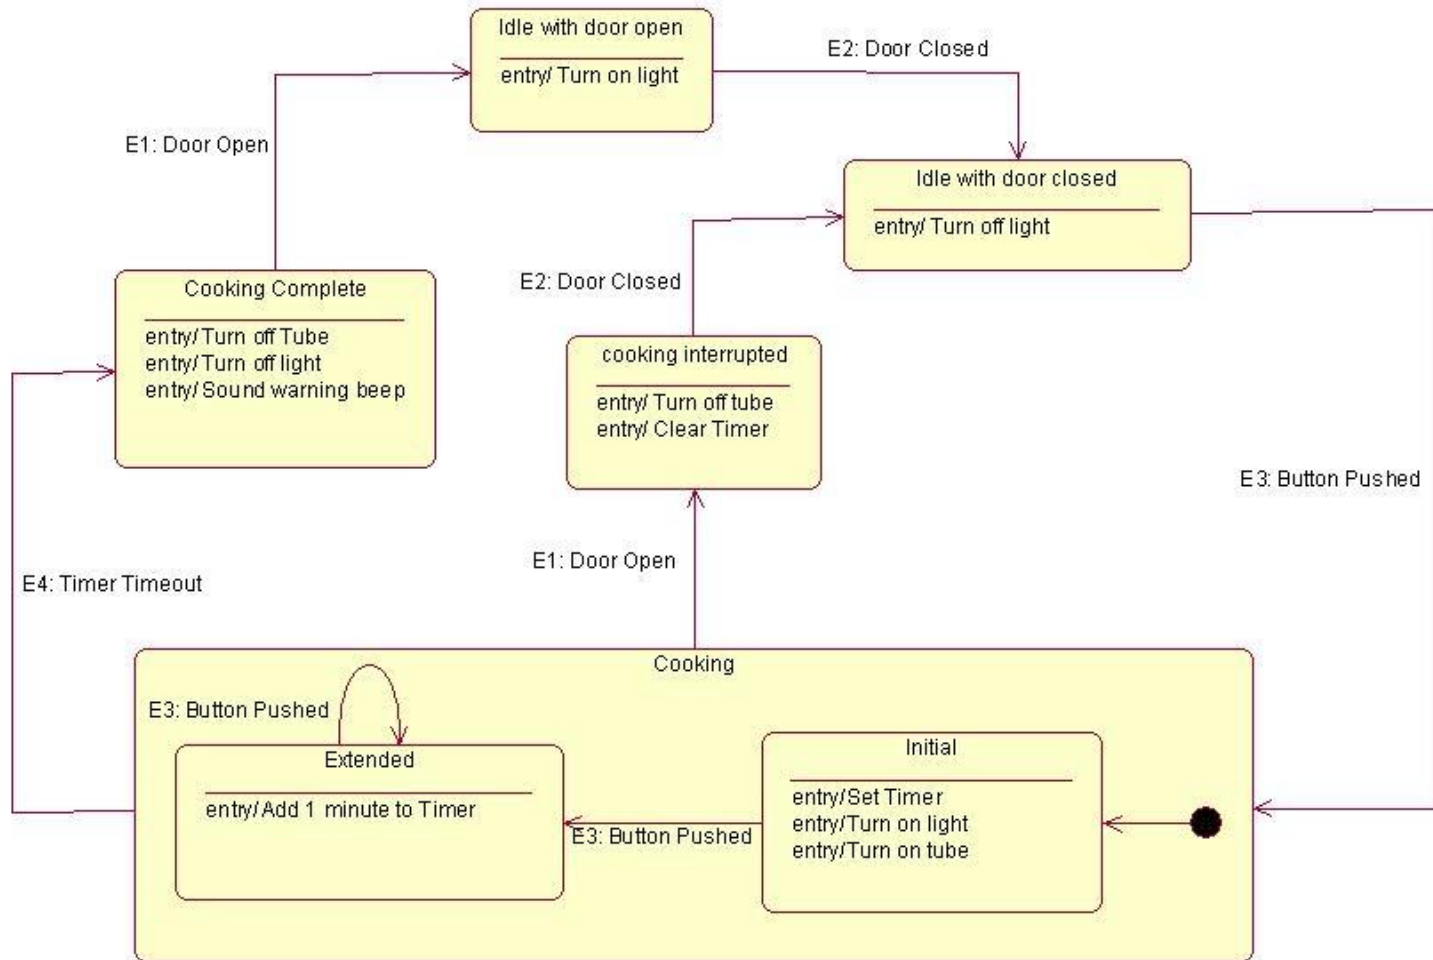 Idle with door open
entry/ Turn on light
E2: Door Closed
E1: Door Open
Idle with door closed
entry/ Turn off light
E2: Door Closed
Cooking Complete
entry/ Turn off Tube
entry/ Turn off light
entry/ Sound warning beep
cooking interrupted
entry/ Turn off tube
entry/ Clear Timer
E3: Button Pushed
E1: Door Open
E4: Timer Timeout
Cooking
E3: Button Pushed
Extended
entry/ Add 1 minute to Timer
Initial
entry/Set Timer
entry/Turn on light
entry/Turn on tube
E3: Button Pushed